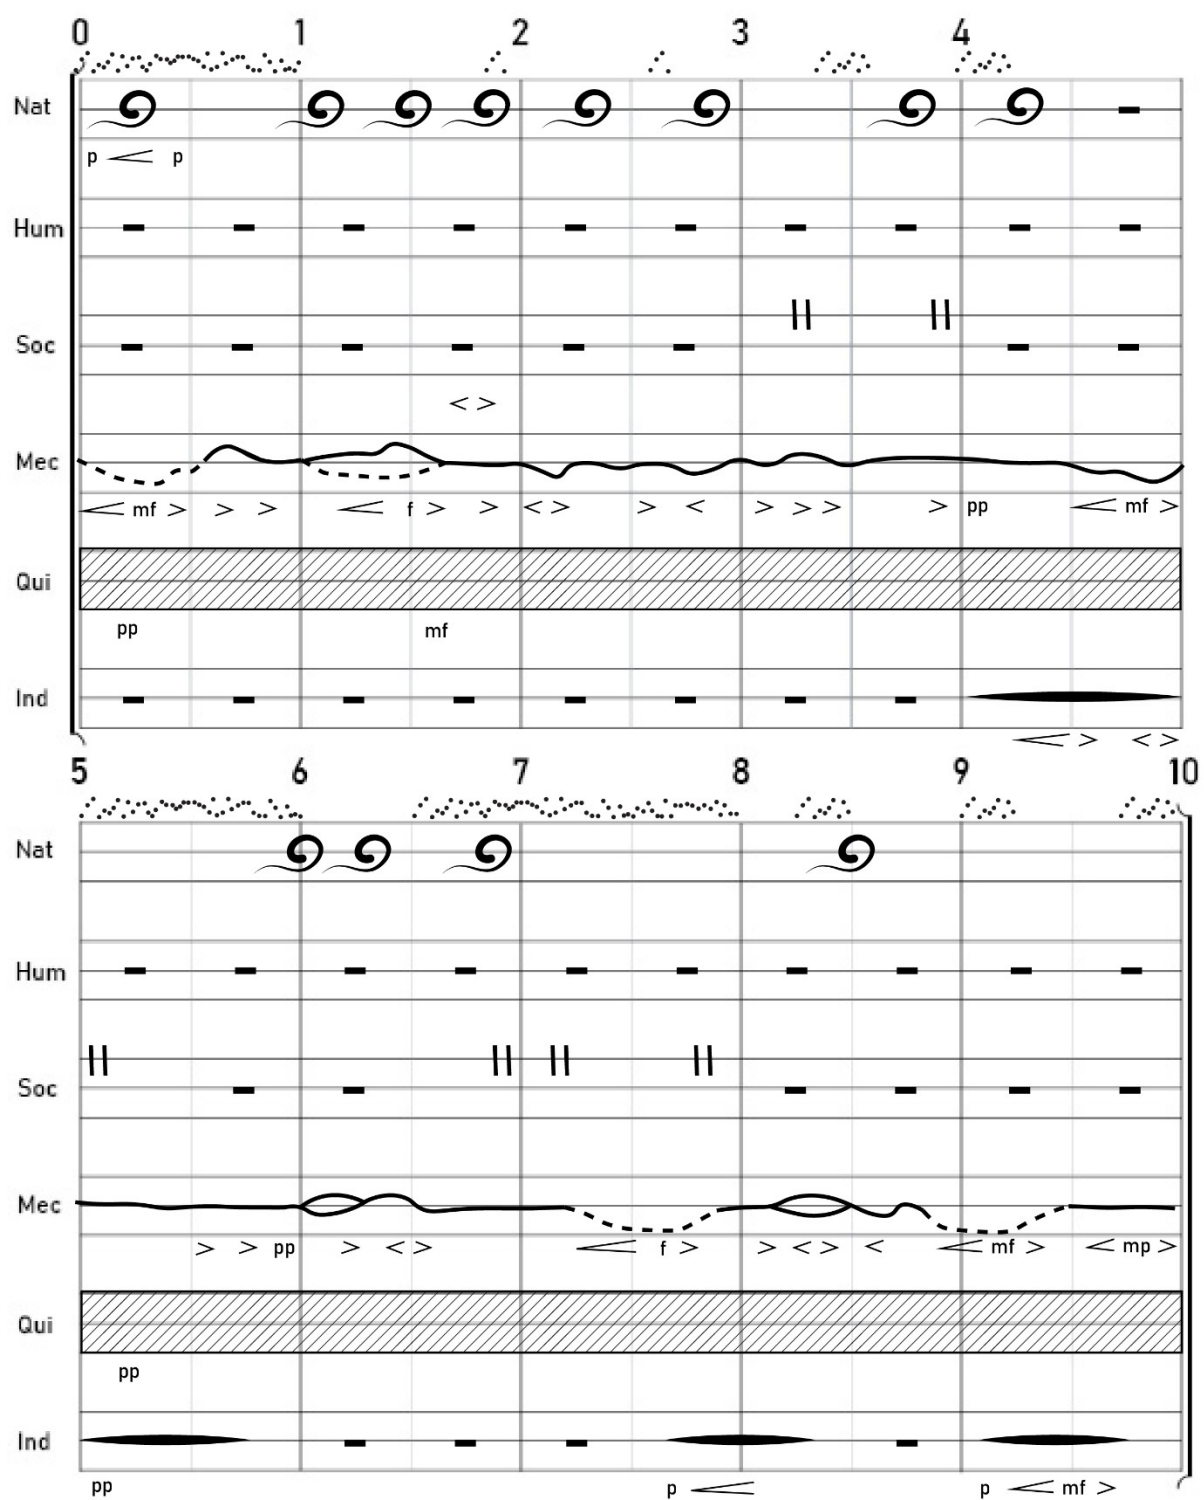 0 1 2 3 4
Nat
p < p
Hum
Soc
< >
Mec
< mf > > > < f > > < > > < > > > > pp < mf >
Qui
pp mf
Ind
< > < >
5 6 7 8 9 10
Nat
Hum
Soc
Mec
> > pp > < > < f > > < > < < mf > < mp >
Qui
pp
Ind
pp p < p < mf >